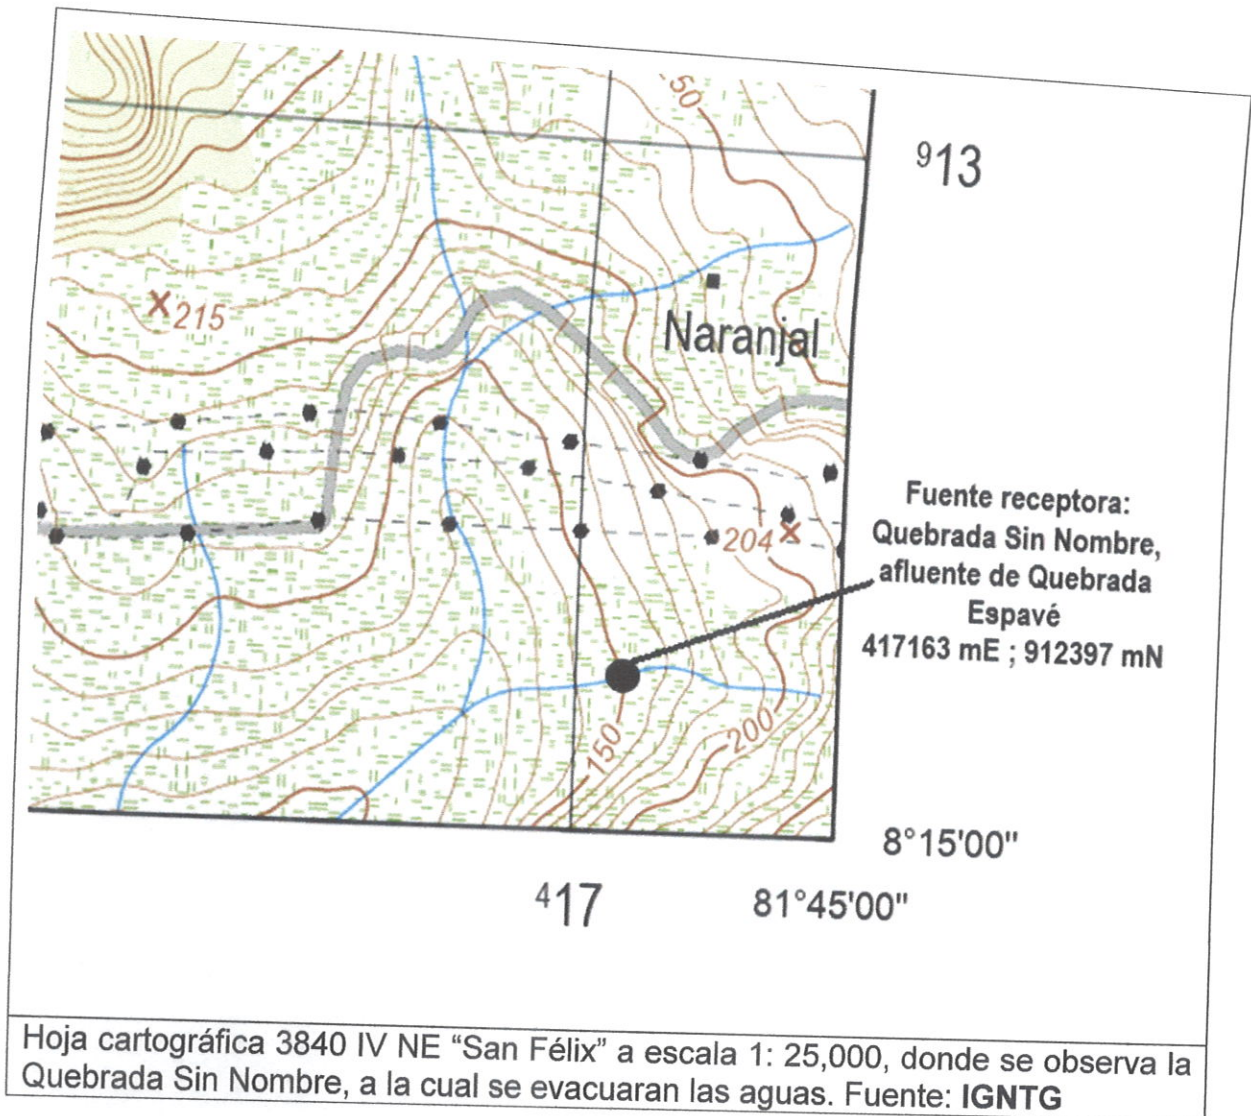 50
⁹13
215
Naranjal
Fuente receptora:
Quebrada Sin Nombre,
afluente de Quebrada
Espavé
417163 mE ; 912397 mN
204
200
150
8°15'00"
⁴17
81°45'00"
Hoja cartográfica 3840 IV NE “San Félix” a escala 1: 25,000, donde se observa la
Quebrada Sin Nombre, a la cual se evacuaran las aguas. Fuente: IGNTG